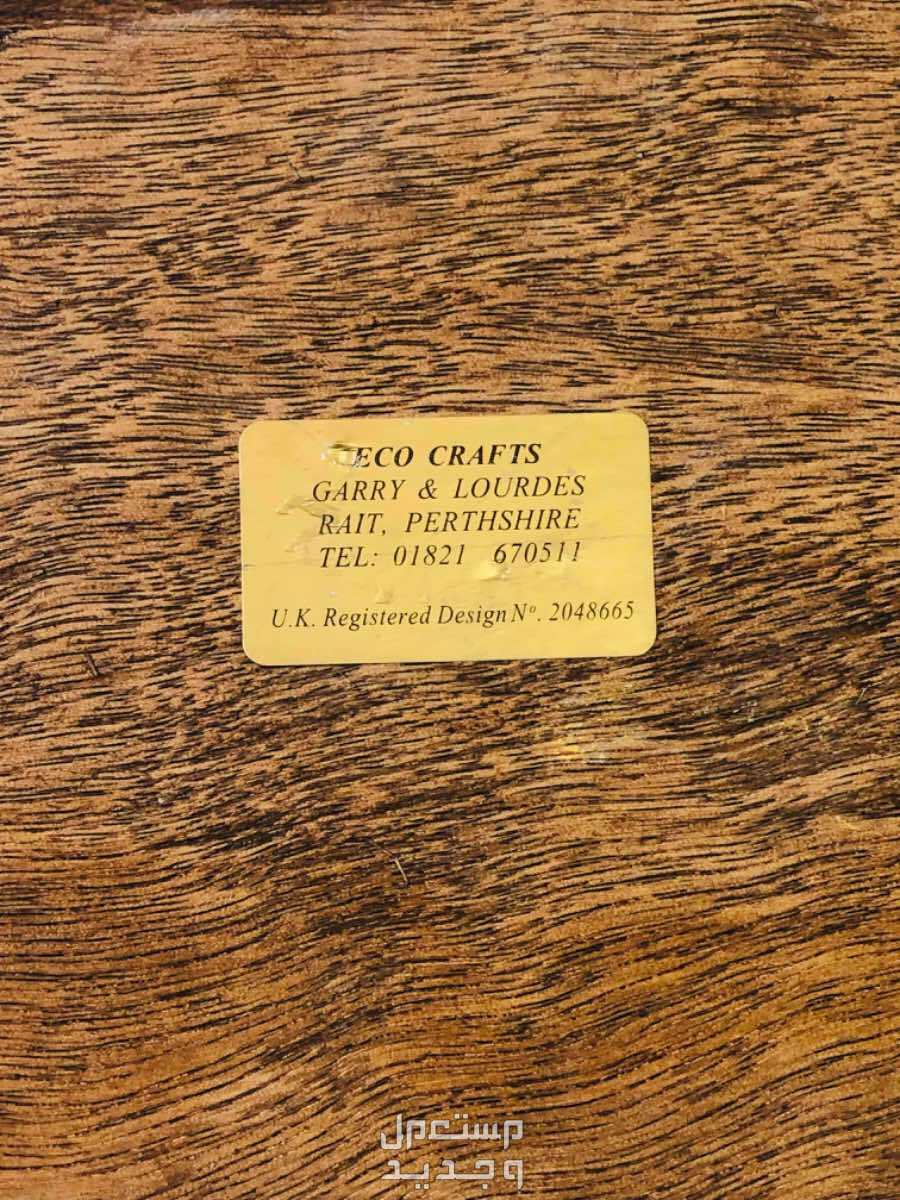 ECO CRAFTS
GARRY & LOURDES
RAIT, PERTHSHIRE
TEL: 01821 670511
U.K. Registered Design Nº. 2048665
مستعمل
وجديد